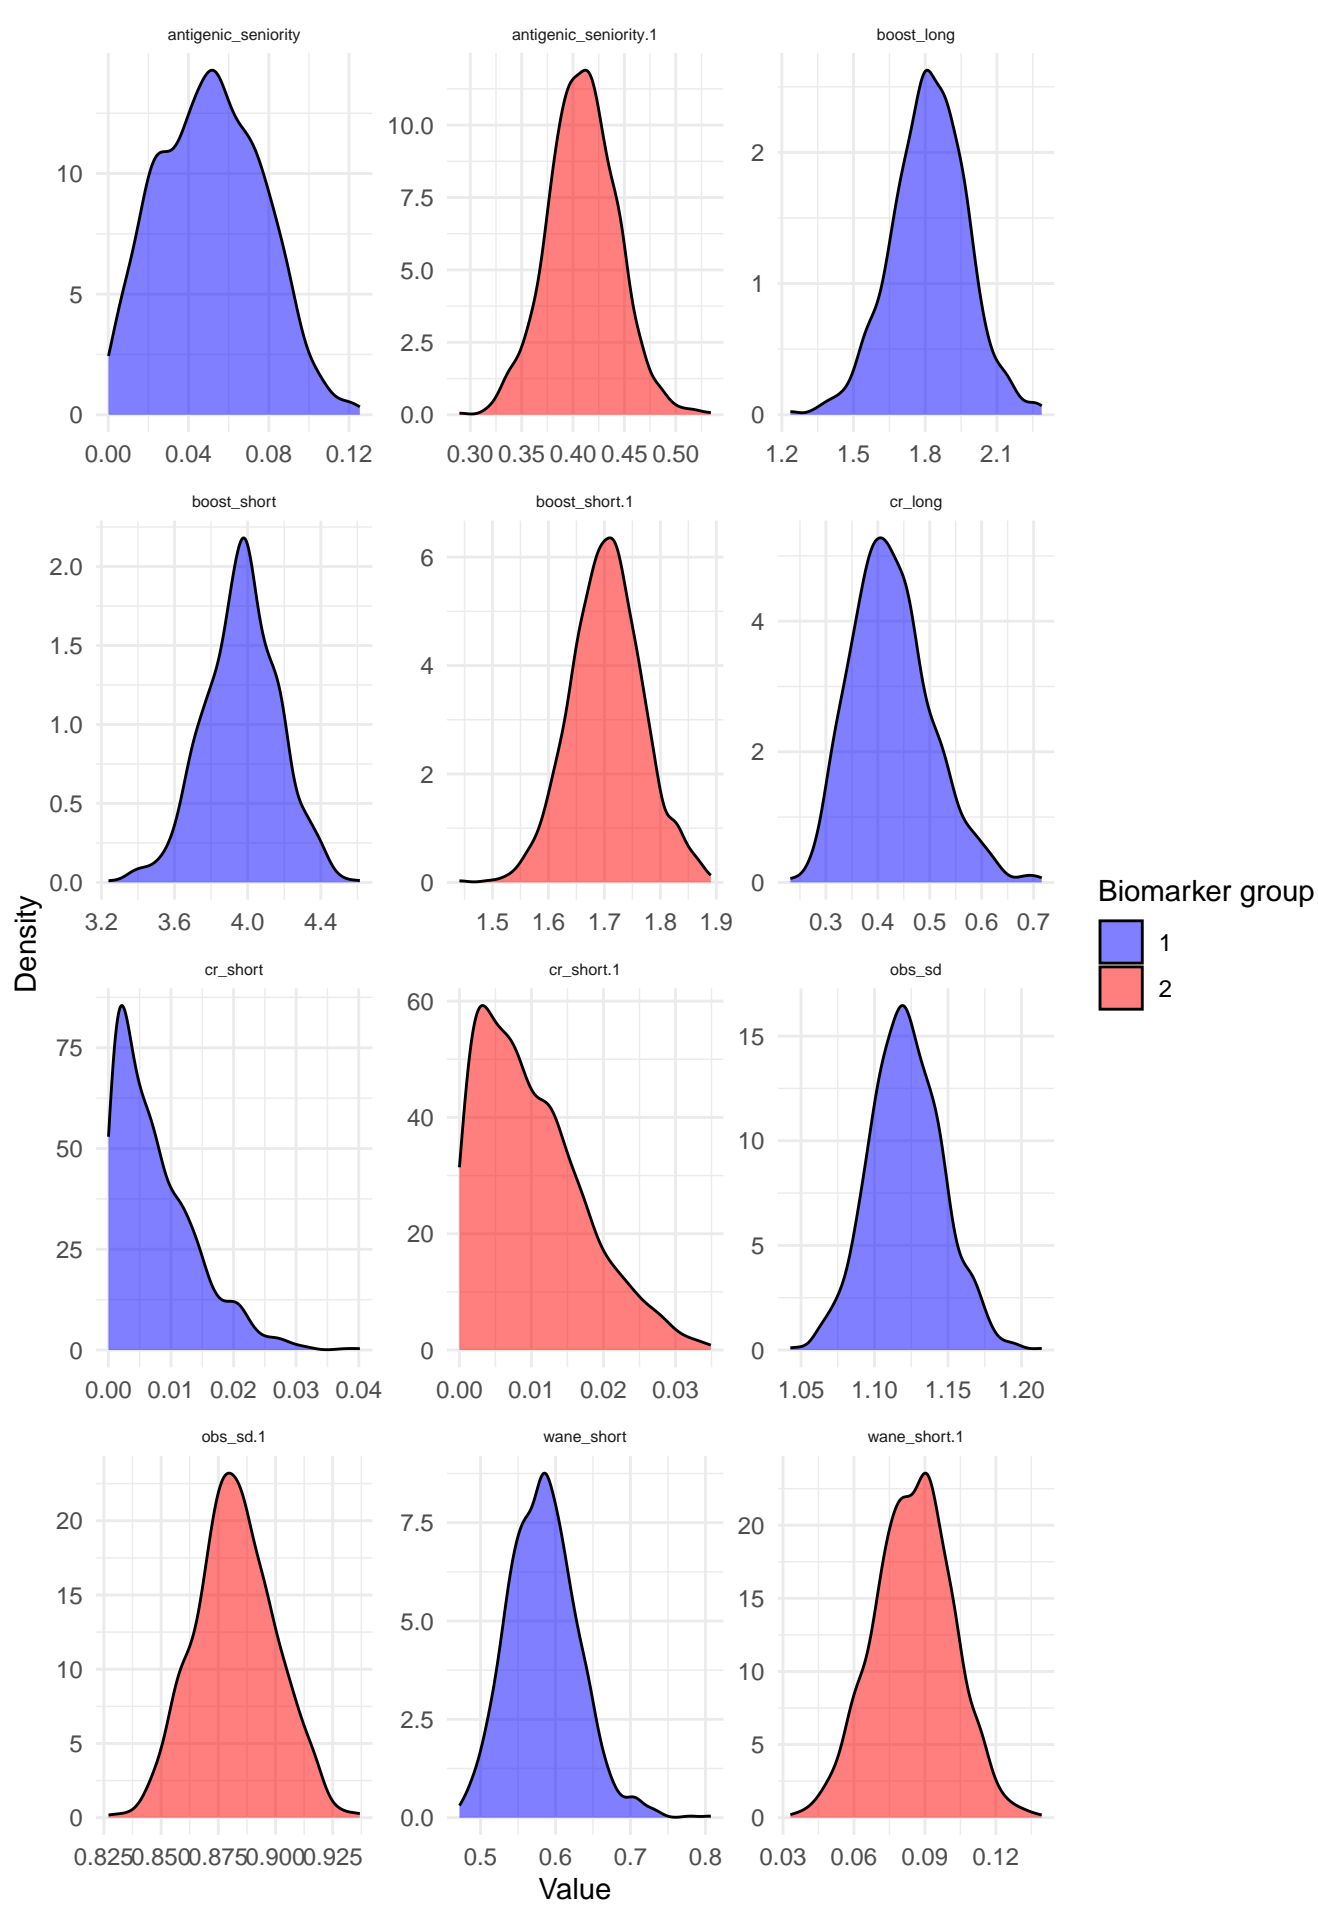 antigenic_seniority antigenic_seniority.1 boost_long
10
5
0
0.00 0.04 0.08 0.12
10.0
7.5
5.0
2.5
0.0
0.30 0.35 0.40 0.45 0.50
2
1
0
1.2 1.5 1.8 2.1
boost_short boost_short.1 cr_long
2.0
1.5
1.0
0.5
0.0
3.2 3.6 4.0 4.4
6
4
2
0
1.5 1.6 1.7 1.8 1.9
4
2
0
0.3 0.4 0.5 0.6 0.7
cr_short cr_short.1 obs_sd
75
50
25
0
0.00 0.01 0.02 0.03 0.04
60
40
20
0
0.00 0.01 0.02 0.03
15
10
5
0
1.05 1.10 1.15 1.20
obs_sd.1 wane_short wane_short.1
20
15
10
5
0
0.825 0.850 0.875 0.900 0.925
7.5
5.0
2.5
0.0
0.5 0.6 0.7 0.8
20
15
10
5
0
0.03 0.06 0.09 0.12
Density
Value
Biomarker group
1
2